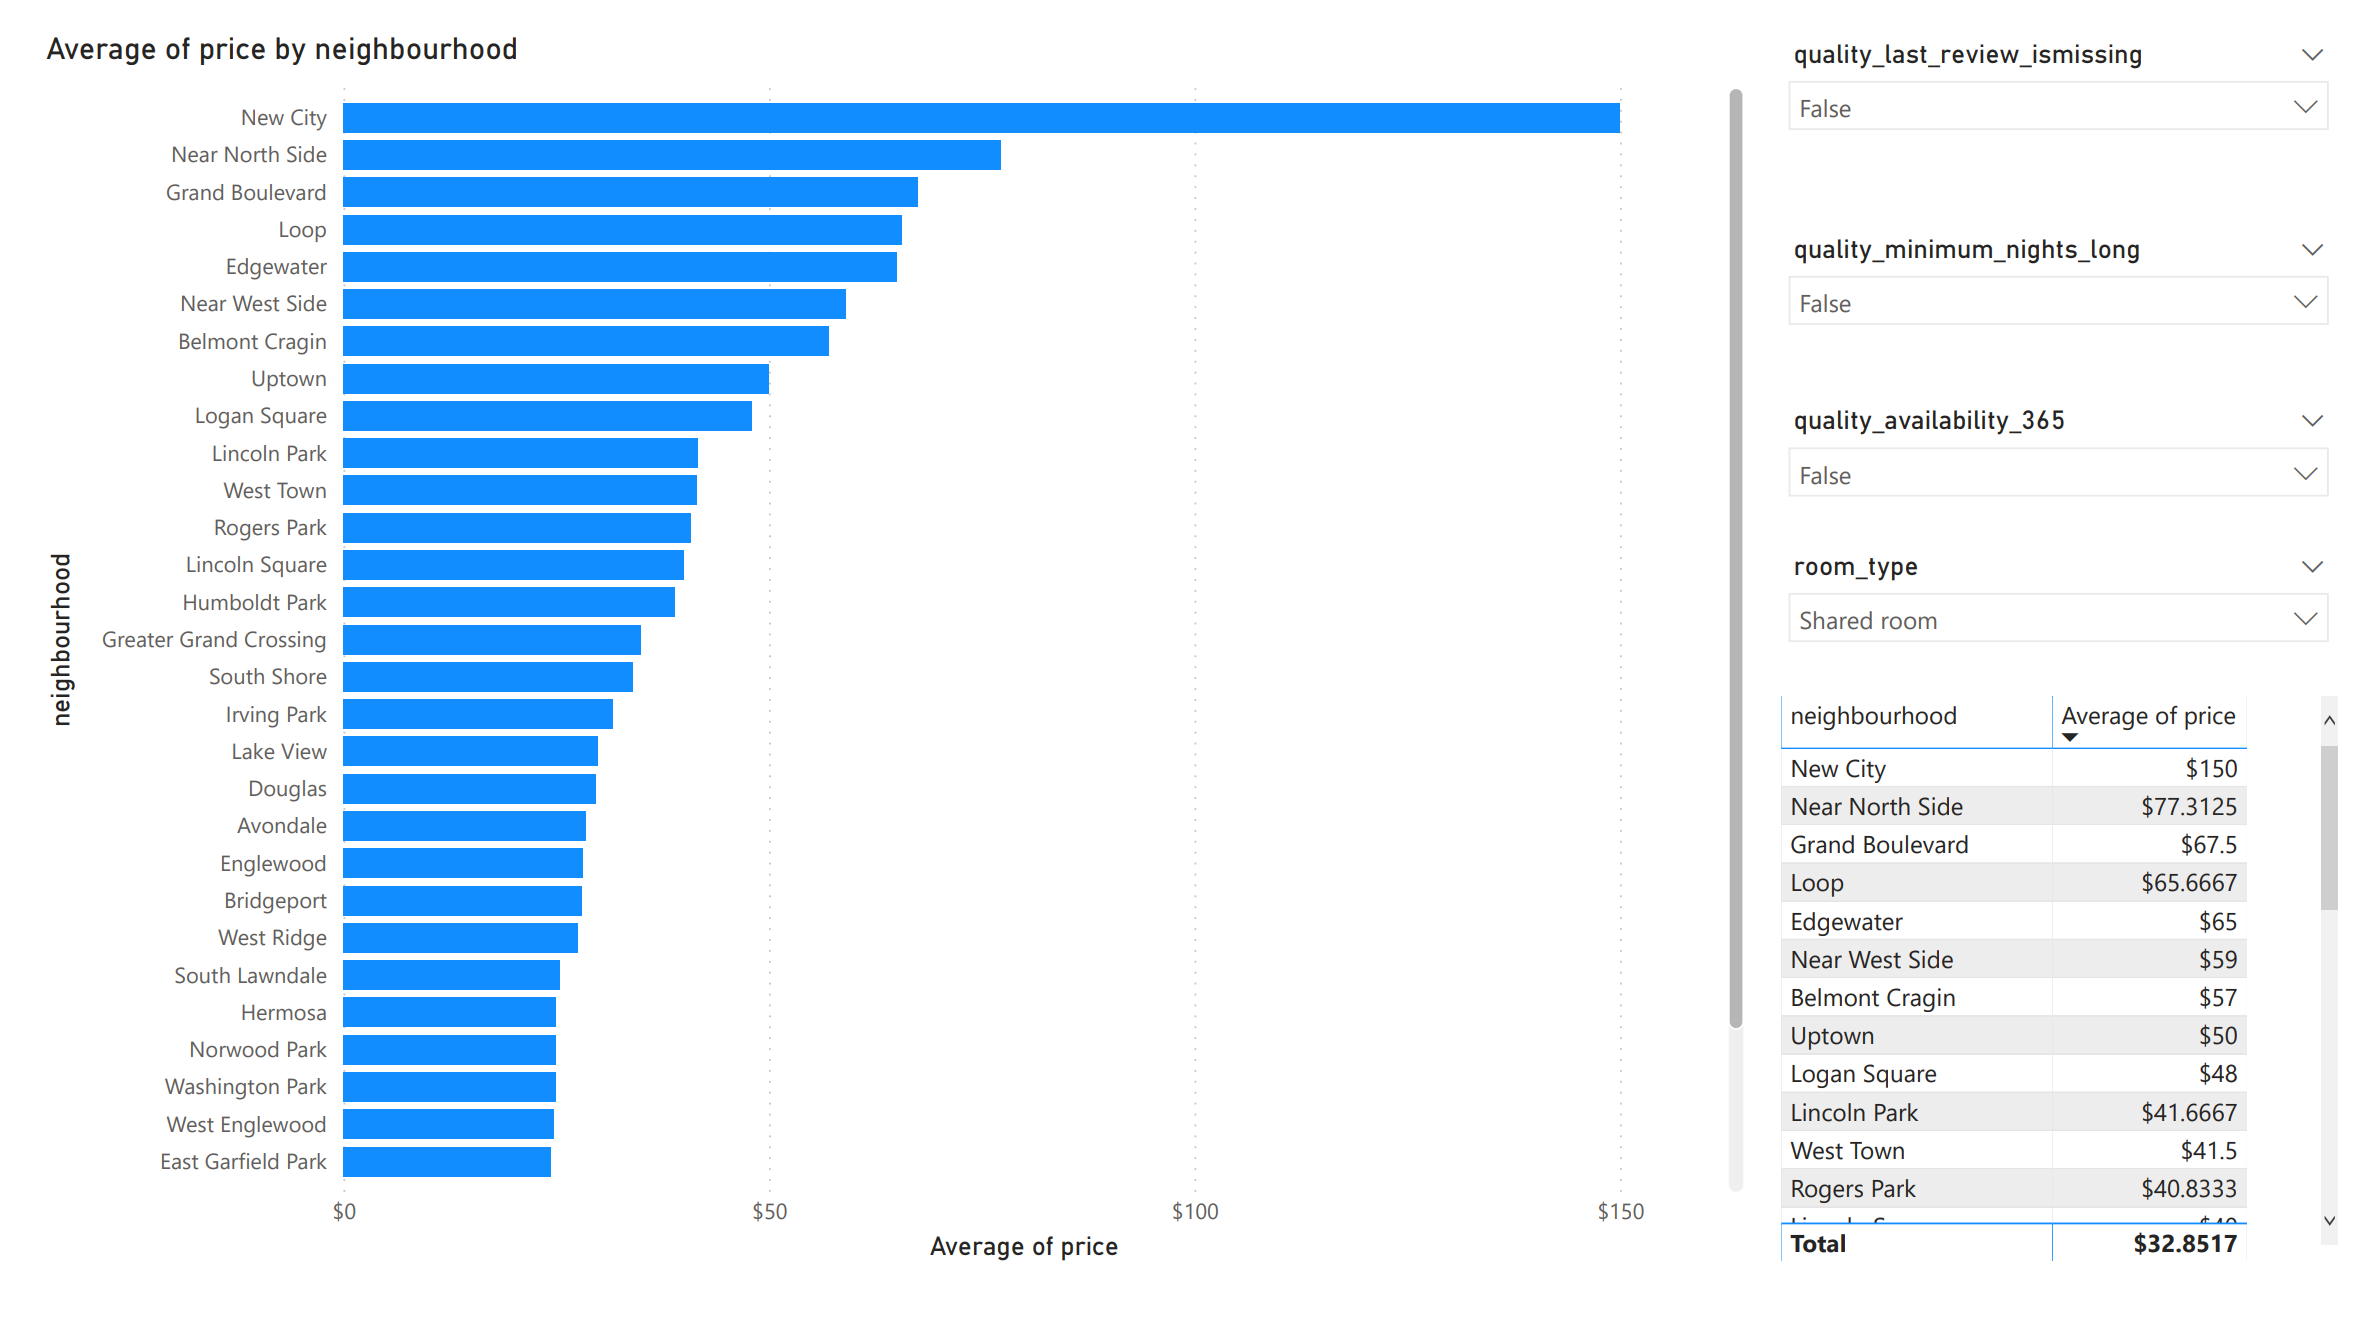 Average of price by neighbourhood
neighbourhood
New City
Near North Side
Grand Boulevard
Loop
Edgewater
Near West Side
Belmont Cragin
Uptown
Logan Square
Lincoln Park
West Town
Rogers Park
Lincoln Square
Humboldt Park
Greater Grand Crossing
South Shore
Irving Park
Lake View
Douglas
Avondale
Englewood
Bridgeport
West Ridge
South Lawndale
Hermosa
Norwood Park
Washington Park
West Englewood
East Garfield Park
$0 $50 $100 $150
Average of price
quality_last_review_ismissing
False
quality_minimum_nights_long
False
quality_availability_365
False
room_type
Shared room
neighbourhood Average of price
New City $150
Near North Side $77.3125
Grand Boulevard $67.5
Loop $65.6667
Edgewater $65
Near West Side $59
Belmont Cragin $57
Uptown $50
Logan Square $48
Lincoln Park $41.6667
West Town $41.5
Rogers Park $40.8333
Total $32.8517